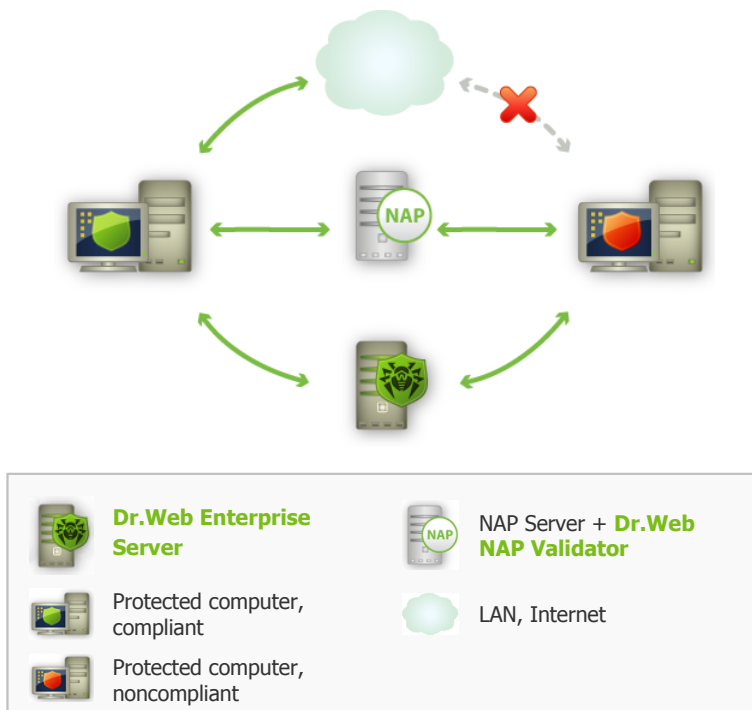 NAP
Dr.Web Enterprise
Server
NAP
NAP Server + Dr.Web
NAP Validator
Protected computer,
compliant
LAN, Internet
Protected computer,
noncompliant